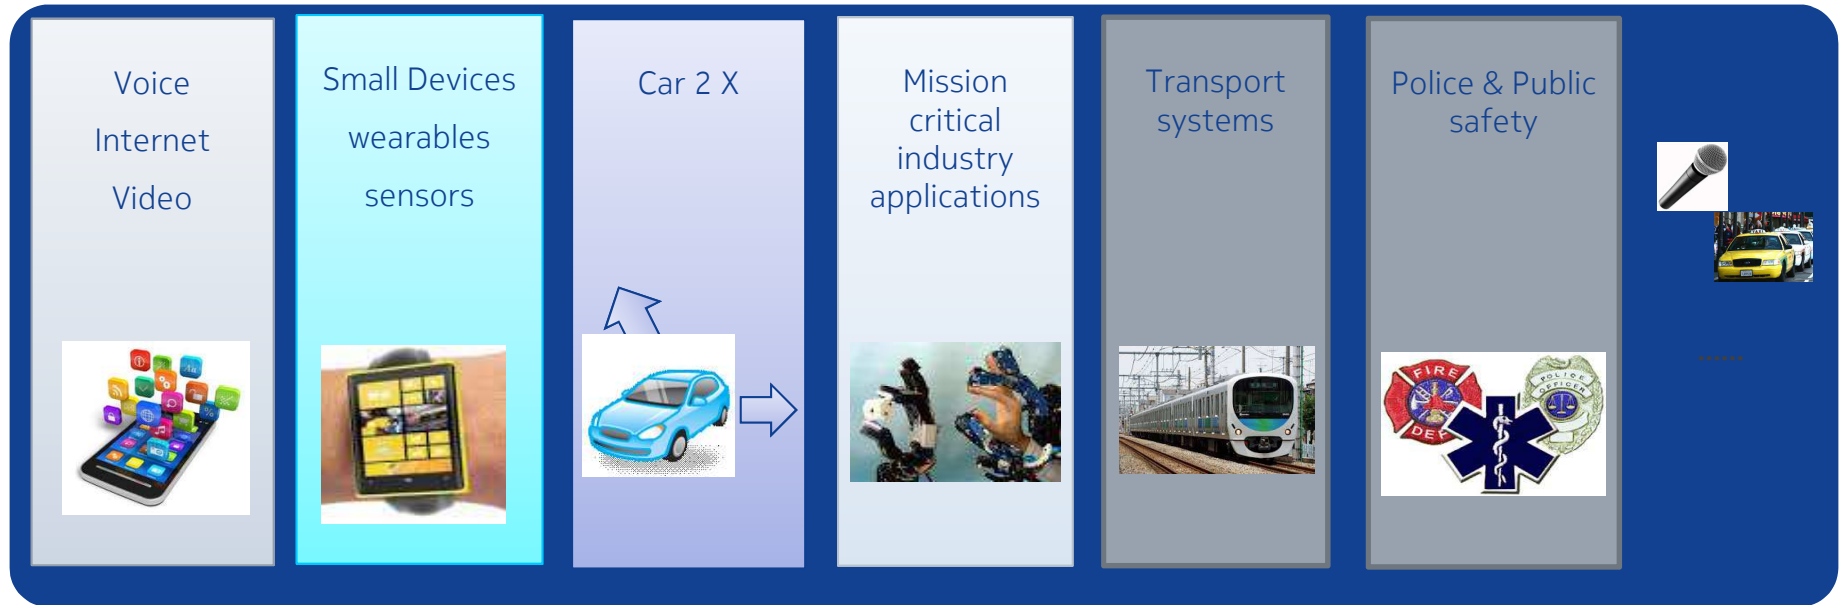 Voice
Internet
Video
Small Devices
wearables
sensors
Car 2 X
Mission
critical
industry
applications
Transport
systems
Police & Public
safety
FIRE
DEPT
POLICE
OFFICER
......